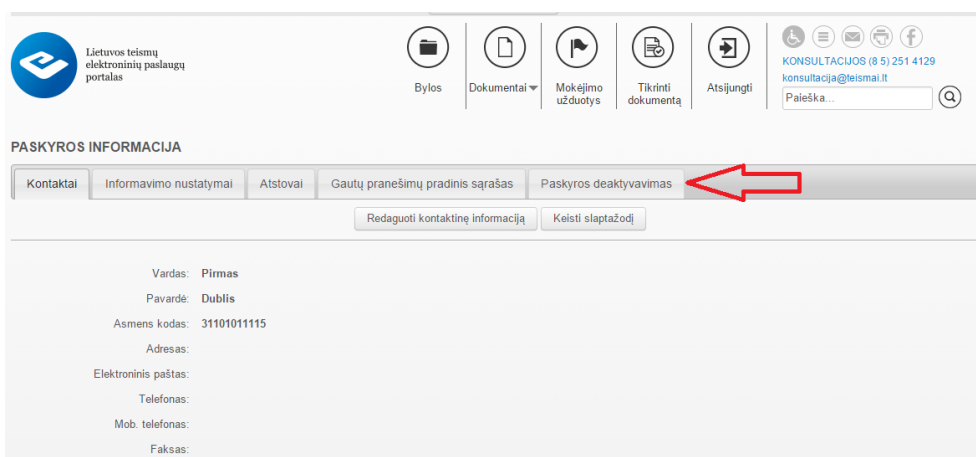 Lietuvos teismų
elektroninių paslaugų
portalas
Bylos
Dokumentai
Mokėjimo
užduotys
Tikrinti
dokumentą
Atsijungti
KONSULTACIJOS (8 5) 251 4129
konsultacija@teismai.lt
Paieška...
PASKYROS INFORMACIJA
Kontaktai
Informavimo nustatymai
Atstovai
Gautų pranešimų pradinis sąrašas
Paskyros deaktyvavimas
Redaguoti kontaktinę informaciją
Keisti slaptažodį
Vardas: Pirmas
Pavardė: Dublis
Asmens kodas: 31101011115
Adresas:
Elektroninis paštas:
Telefonas:
Mob. telefonas:
Faksas: